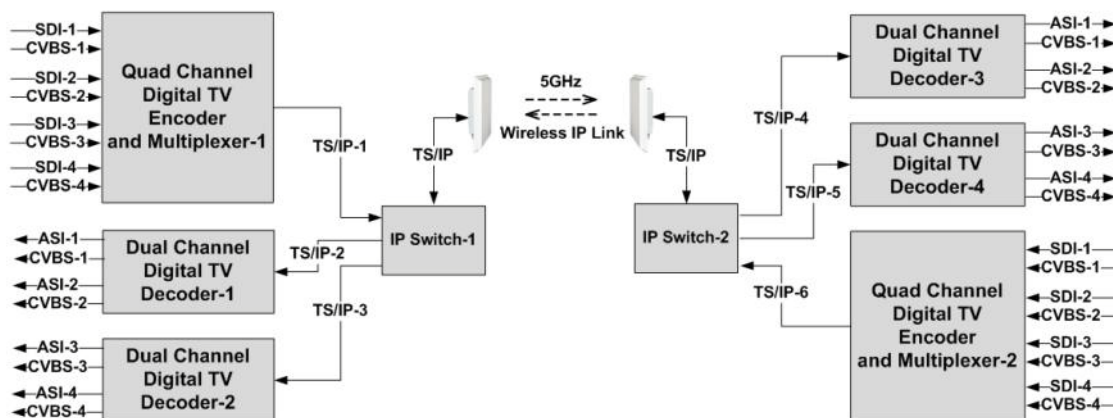 SDI-1
CVBS-1
SDI-2
CVBS-2
SDI-3
CVBS-3
SDI-4
CVBS-4
Quad Channel
Digital TV
Encoder
and Multiplexer-1
TS/IP-1
ASI-1
CVBS-1
ASI-2
CVBS-2
Dual Channel
Digital TV
Decoder-1
TS/IP-2
ASI-3
CVBS-3
ASI-4
CVBS-4
Dual Channel
Digital TV
Decoder-2
TS/IP-3
IP Switch-1
TS/IP
5GHz
Wireless IP Link
TS/IP
IP Switch-2
TS/IP-4
TS/IP-5
TS/IP-6
Dual Channel
Digital TV
Decoder-3
ASI-1
CVBS-1
ASI-2
CVBS-2
Dual Channel
Digital TV
Decoder-4
ASI-3
CVBS-3
ASI-4
CVBS-4
Quad Channel
Digital TV
Encoder
and Multiplexer-2
SDI-1
CVBS-1
SDI-2
CVBS-2
SDI-3
CVBS-3
SDI-4
CVBS-4